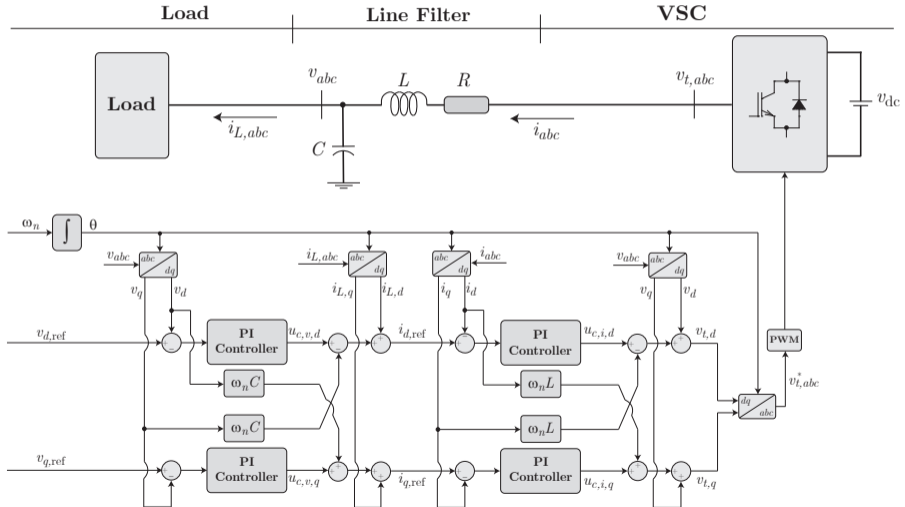 Load Line Filter VSC
v_abc L R v_t,abc
Load v_dc
i_L,abc C i_abc
ω_n ∫ θ
v_abc abc dq i_L,abc abc dq abc dq i_abc v_abc abc dq
v_q v_d i_L,q i_L,d i_q i_d v_q v_d
v_d,ref PI Controller u_c,v,d i_d,ref PI Controller u_c,i,d v_t,d PWM
ω_nC ω_nL v*_t,abc
dq abc
ω_nC ω_nL
v_q,ref PI Controller u_c,v,q i_q,ref PI Controller u_c,i,q v_t,q